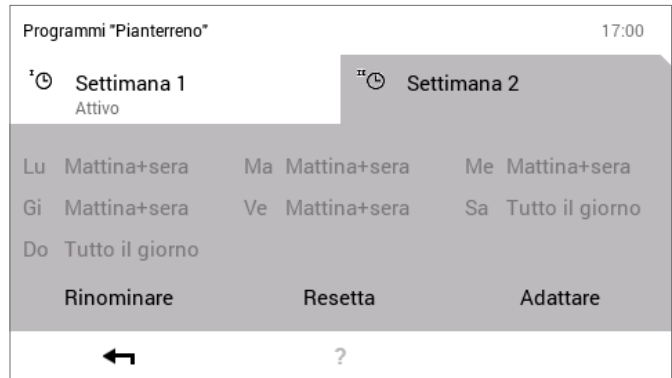 Programmi "Pianterreno" 17:00
I Settimana 1 II Settimana 2
Attivo
Lu Mattina+sera Ma Mattina+sera Me Mattina+sera
Gi Mattina+sera Ve Mattina+sera Sa Tutto il giorno
Do Tutto il giorno
Rinominare Resetta Adattare
?